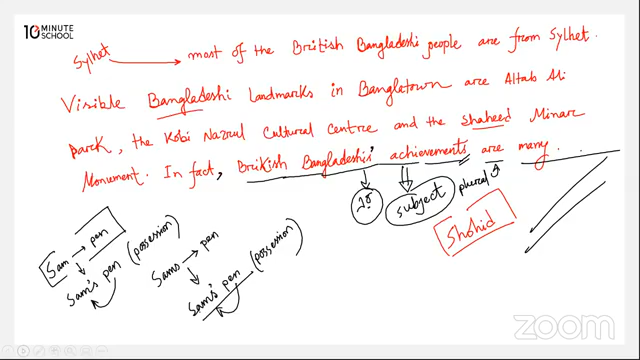 10 MINUTE SCHOOL
Sylhet → most of the British Bangladeshi people are from Sylhet.
Visible Bangladeshi Landmarks in Banglatown are Altab Ali
park, the Kobi Nazrul Cultural Centre and the Shaheed Minar
Monument. In fact, British Bangladeshis' achievements are many.
subject plural
Shohid
Sam → pen
Sam's pen (possession)
Sams → pen
Sams' pen (possession)
zoom